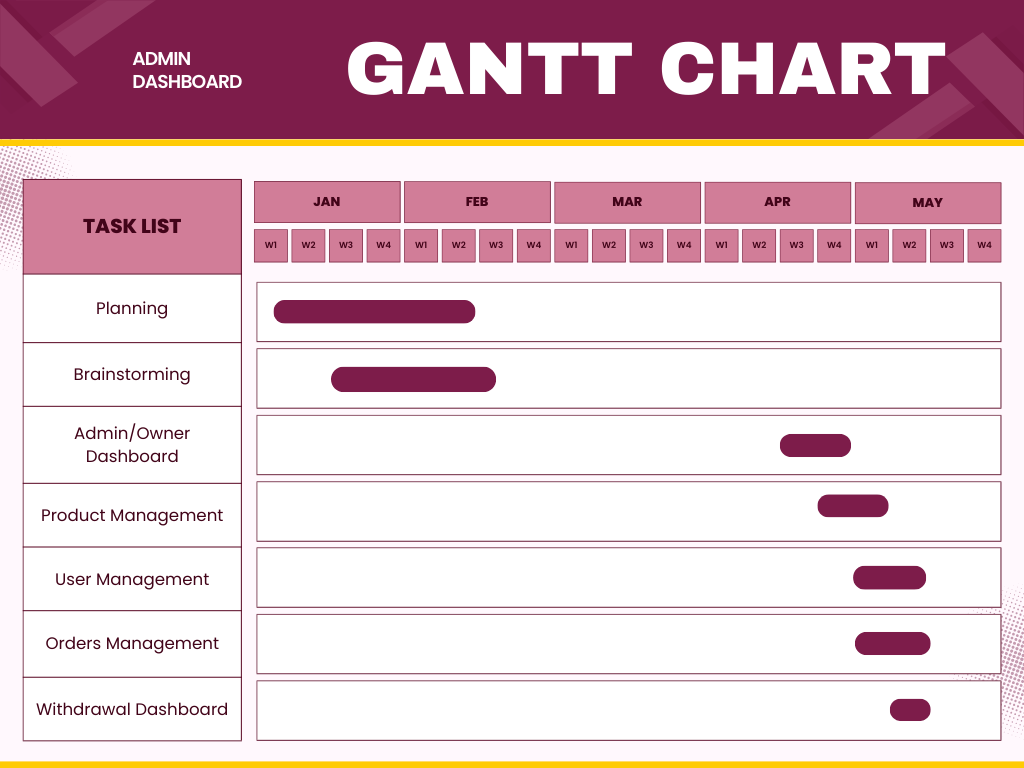 ADMIN
DASHBOARD
GANTT CHART
TASK LIST
JAN FEB MAR APR MAY
W1 W2 W3 W4 W1 W2 W3 W4 W1 W2 W3 W4 W1 W2 W3 W4 W1 W2 W3 W4
Planning
Brainstorming
Admin/Owner
Dashboard
Product Management
User Management
Orders Management
Withdrawal Dashboard